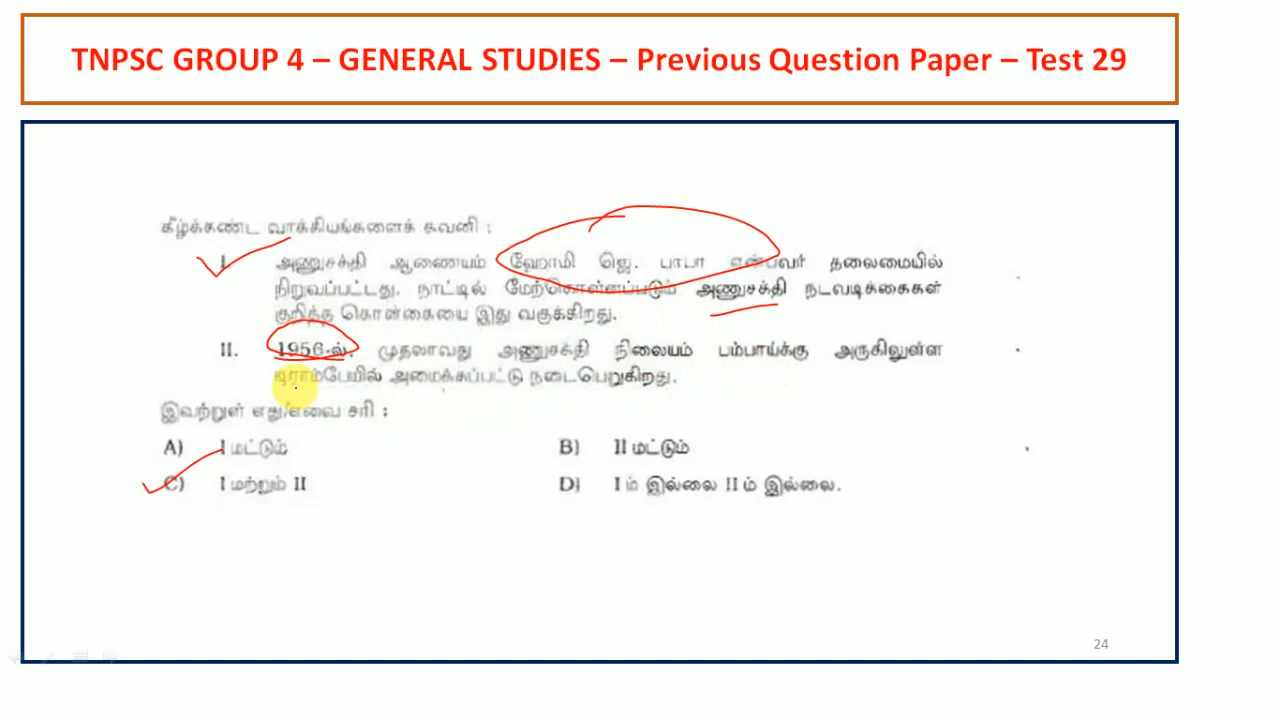 TNPSC GROUP 4 – GENERAL STUDIES – Previous Question Paper – Test 29
கீழ்க்கண்ட வாக்கியங்களைக் கவனி :
I. அணுசக்தி ஆணையம் ஹோமி ஜெ. பாபா என்பவர் தலைமையில்
நிறுவப்பட்டது. நாட்டில் மேற்கொள்ளப்படும் அணுசக்தி நடவடிக்கைகள்
குறித்த கொள்கையை இது வகுக்கிறது.
II. 1956-ல் முதலாவது அணுசக்தி நிலையம் பம்பாய்க்கு அருகிலுள்ள
டிராம்பேயில் அமைக்கப்பட்டு நடைபெறுகிறது.
இவற்றுள் எது/எவை சரி :
A) I மட்டும் B) II மட்டும்
C) I மற்றும் II D) I ம் இல்லை II ம் இல்லை.
24